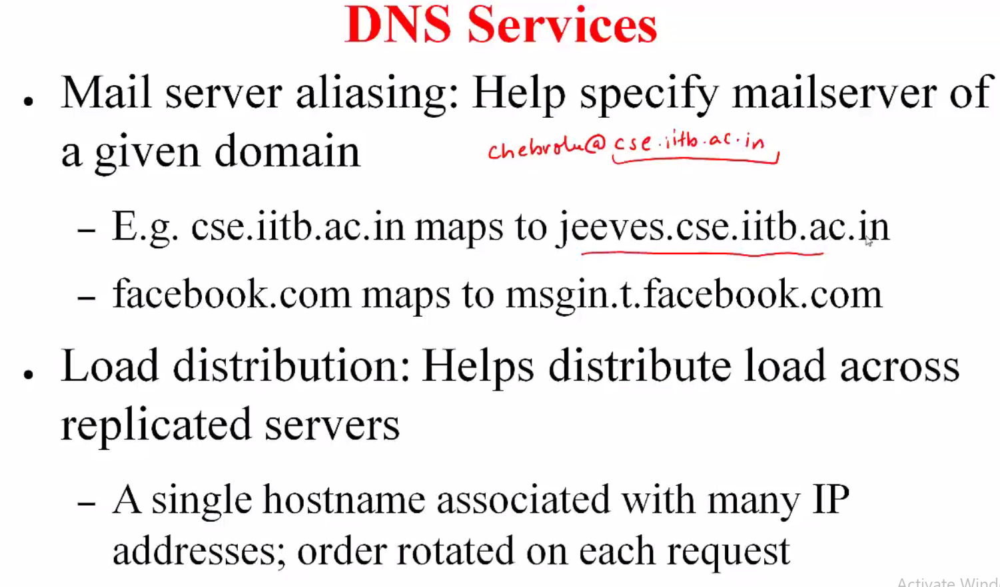 DNS Services
• Mail server aliasing: Help specify mailserver of
a given domain
chebrolu@cse.iitb.ac.in
– E.g. cse.iitb.ac.in maps to jeeves.cse.iitb.ac.in
– facebook.com maps to msgin.t.facebook.com
• Load distribution: Helps distribute load across
replicated servers
– A single hostname associated with many IP
addresses; order rotated on each request
Activate Wind